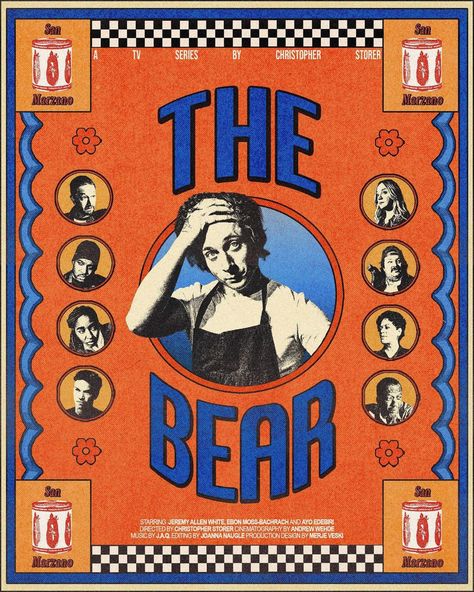 San
Marzano
San
Marzano
A TV SERIES BY CHRISTOPHER STORER
THE
BEAR
San
Marzano
San
Marzano
STARRING JEREMY ALLEN WHITE, EBON MOSS-BACHRACH AND AYO EDEBIRI
DIRECTED BY CHRISTOPHER STORER CINEMATOGRAPHY BY ANDREW WEHDE
MUSIC BY J.A.Q. EDITING BY JOANNA NAUGLE PRODUCTION DESIGN BY MERJE VESKI